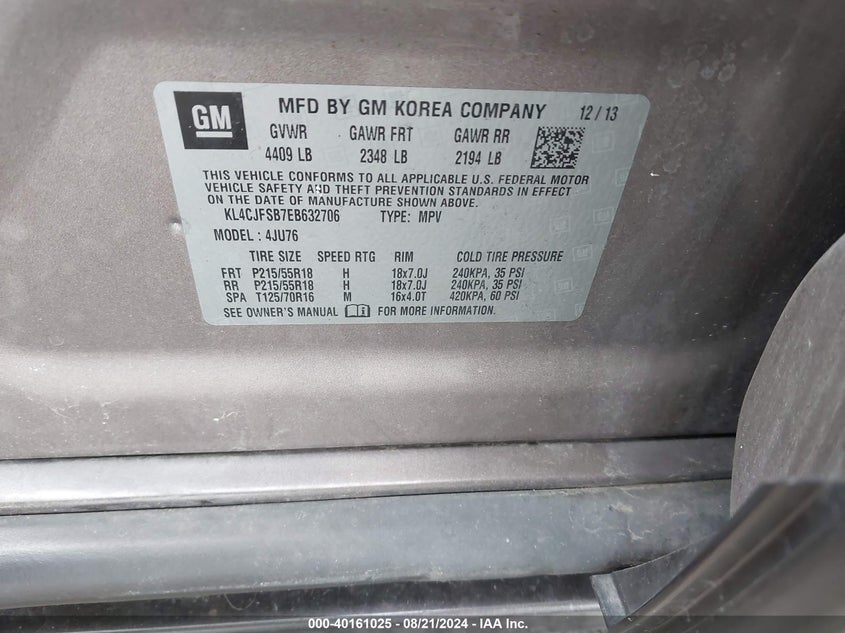 GM
MFD BY GM KOREA COMPANY 12 / 13
GVWR GAWR FRT GAWR RR
4409 LB 2348 LB 2194 LB
THIS VEHICLE CONFORMS TO ALL APPLICABLE U.S. FEDERAL MOTOR
VEHICLE SAFETY AND THEFT PREVENTION STANDARDS IN EFFECT
ON THE DATE OF MANUFACTURE SHOWN ABOVE.
KL4CJFSB7EB632706 TYPE: MPV
MODEL : 4JU76
TIRE SIZE SPEED RTG RIM COLD TIRE PRESSURE
FRT P215/55R18 H 18x7.0J 240KPA, 35 PSI
RR P215/55R18 H 18x7.0J 240KPA, 35 PSI
SPA T125/70R16 M 16x4.0T 420KPA, 60 PSI
SEE OWNER'S MANUAL FOR MORE INFORMATION.
000-40161025 - 08/21/2024 - IAA Inc.